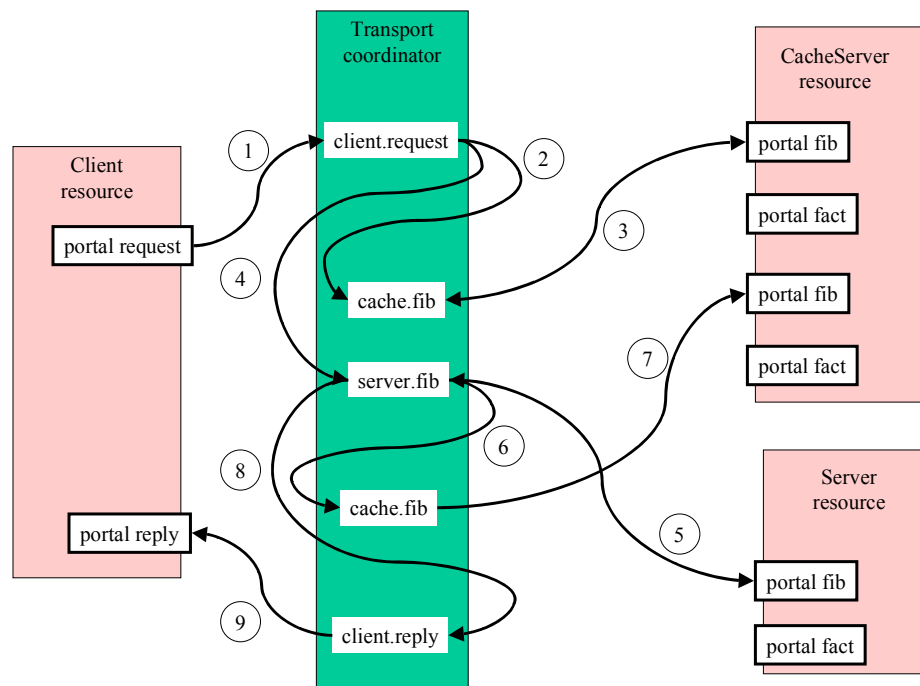 Transport
coordinator
CacheServer
resource
client.request
1
2
portal fib
Client
resource
portal request
portal fact
3
4
cache.fib
portal fib
server.fib
7
portal fact
6
8
cache.fib
Server
resource
portal reply
5
portal fib
9
client.reply
portal fact